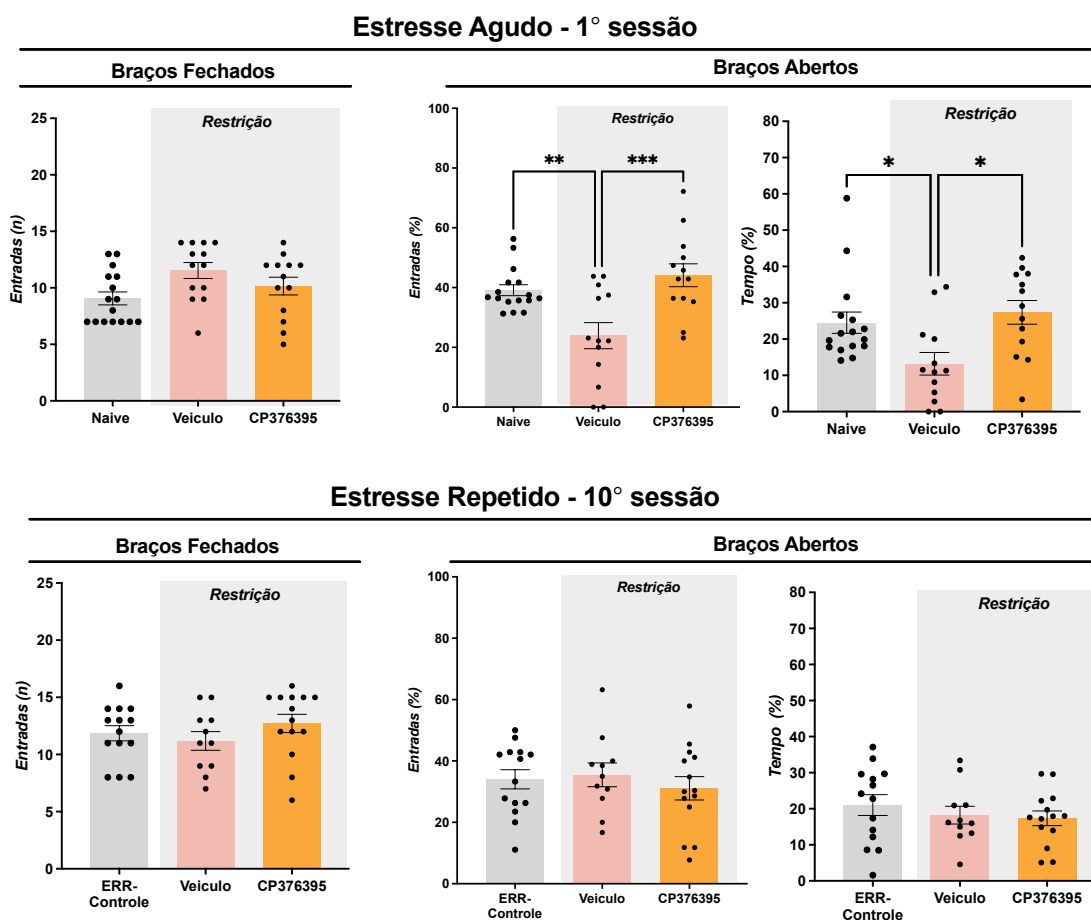 Estresse Agudo - 1° sessão
Braços Fechados
Braços Abertos
Restrição
Entradas (n)
25
20
15
10
5
0
Naive
Veiculo
CP376395
Restrição
Entradas (%)
100
80
60
40
20
0
** ***
Naive
Veiculo
CP376395
Restrição
Tempo (%)
80
70
60
50
40
30
20
10
0
* *
Naive
Veiculo
CP376395
Estresse Repetido - 10° sessão
Braços Fechados
Braços Abertos
Restrição
Entradas (n)
25
20
15
10
5
0
ERR-
Controle
Veiculo
CP376395
Restrição
Entradas (%)
100
80
60
40
20
0
ERR-
Controle
Veiculo
CP376395
Restrição
Tempo (%)
80
70
60
50
40
30
20
10
0
ERR-
Controle
Veiculo
CP376395